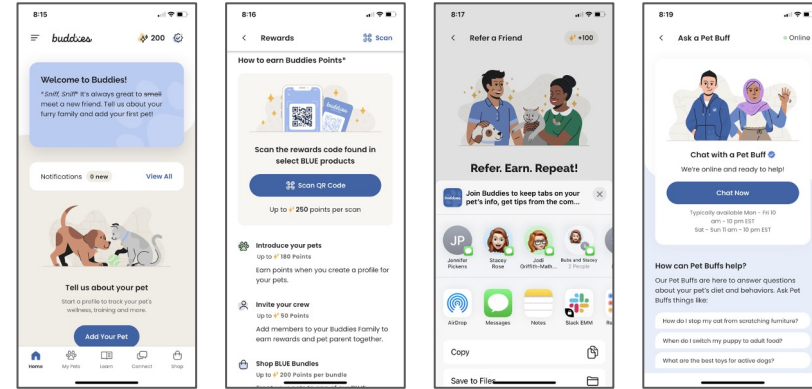 8:15
buddies
200
Welcome to Buddies!
*Sniff, Sniff* It's always great to smell
meet a new friend. Tell us about your
furry family and add your first pet!
Notifications 0 new View All
Tell us about your pet
Start a profile to track your pet's
wellness, training and more.
Add Your Pet
Home My Pets Learn Connect Shop
8:16
Rewards Scan
How to earn Buddies Points*
Scan the rewards code found in
select BLUE products
Scan QR Code
Up to 250 points per scan
Introduce your pets
Up to 180 Points
Earn points when you create a profile for
your pets.
Invite your crew
Up to 50 Points
Add members to your Buddies Family to
earn rewards and pet parent together.
Shop BLUE Bundles
Up to 200 Points per bundle
8:17
Refer a Friend +100
Refer. Earn. Repeat!
Join Buddies to keep tabs on your
pet's info, get tips from the com...
JP
Jennifer
Pickens
Stacey
Rose
Jodi
Griffith-Math...
Bubs and Stacey
2 People
AirDrop Messages Notes Slack EMM
Copy
Save to Files
8:19
Ask a Pet Buff Online
Chat with a Pet Buff
We're online and ready to help!
Chat Now
Typically available Mon - Fri 10
am - 10 pm EST
Sat - Sun 11 am - 10 pm EST
How can Pet Buffs help?
Our Pet Buffs are here to answer questions
about your pet's diet and behaviors. Ask Pet
Buffs things like:
How do I stop my cat from scratching furniture?
When do I switch my puppy to adult food?
What are the best toys for active dogs?